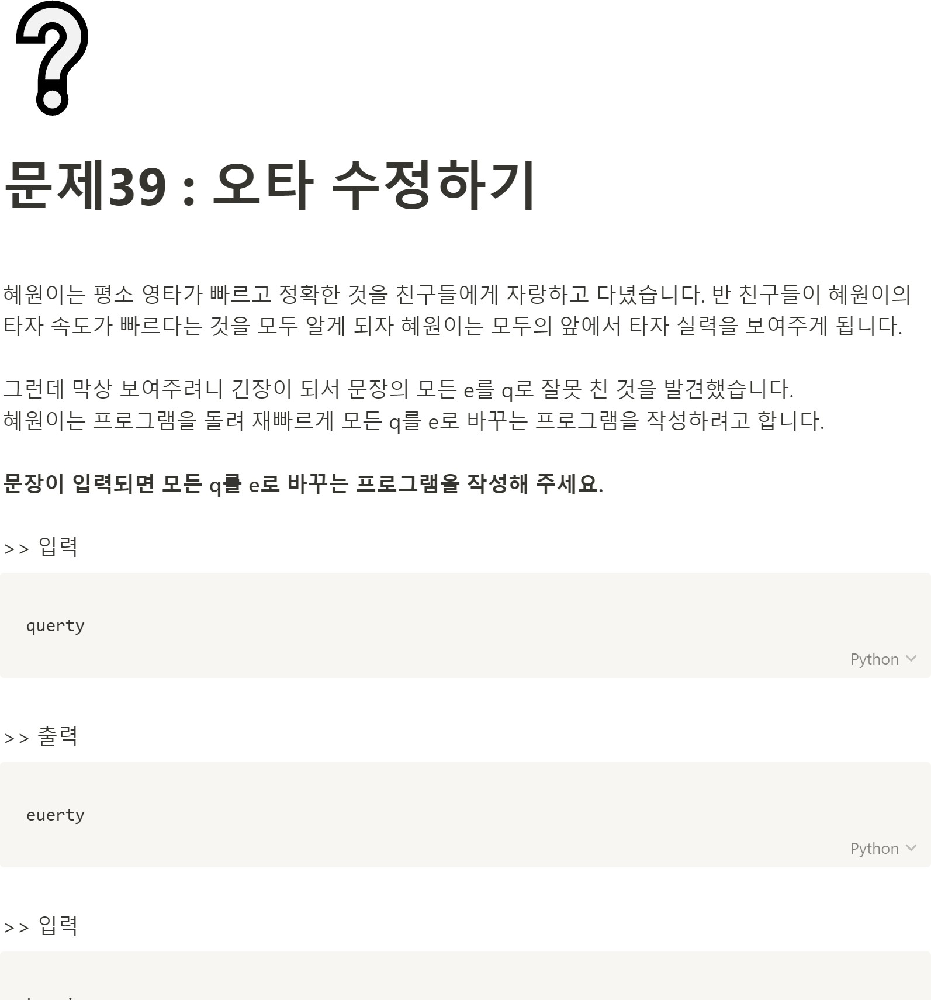 문제39 : 오타 수정하기
혜원이는 평소 영타가 빠르고 정확한 것을 친구들에게 자랑하고 다녔습니다. 반 친구들이 혜원이의
타자 속도가 빠르다는 것을 모두 알게 되자 혜원이는 모두의 앞에서 타자 실력을 보여주게 됩니다.
그런데 막상 보여주려니 긴장이 되서 문장의 모든 e를 q로 잘못 친 것을 발견했습니다.
혜원이는 프로그램을 돌려 재빠르게 모든 q를 e로 바꾸는 프로그램을 작성하려고 합니다.
문장이 입력되면 모든 q를 e로 바꾸는 프로그램을 작성해 주세요.
>> 입력
querty
Python
>> 출력
euerty
Python
>> 입력